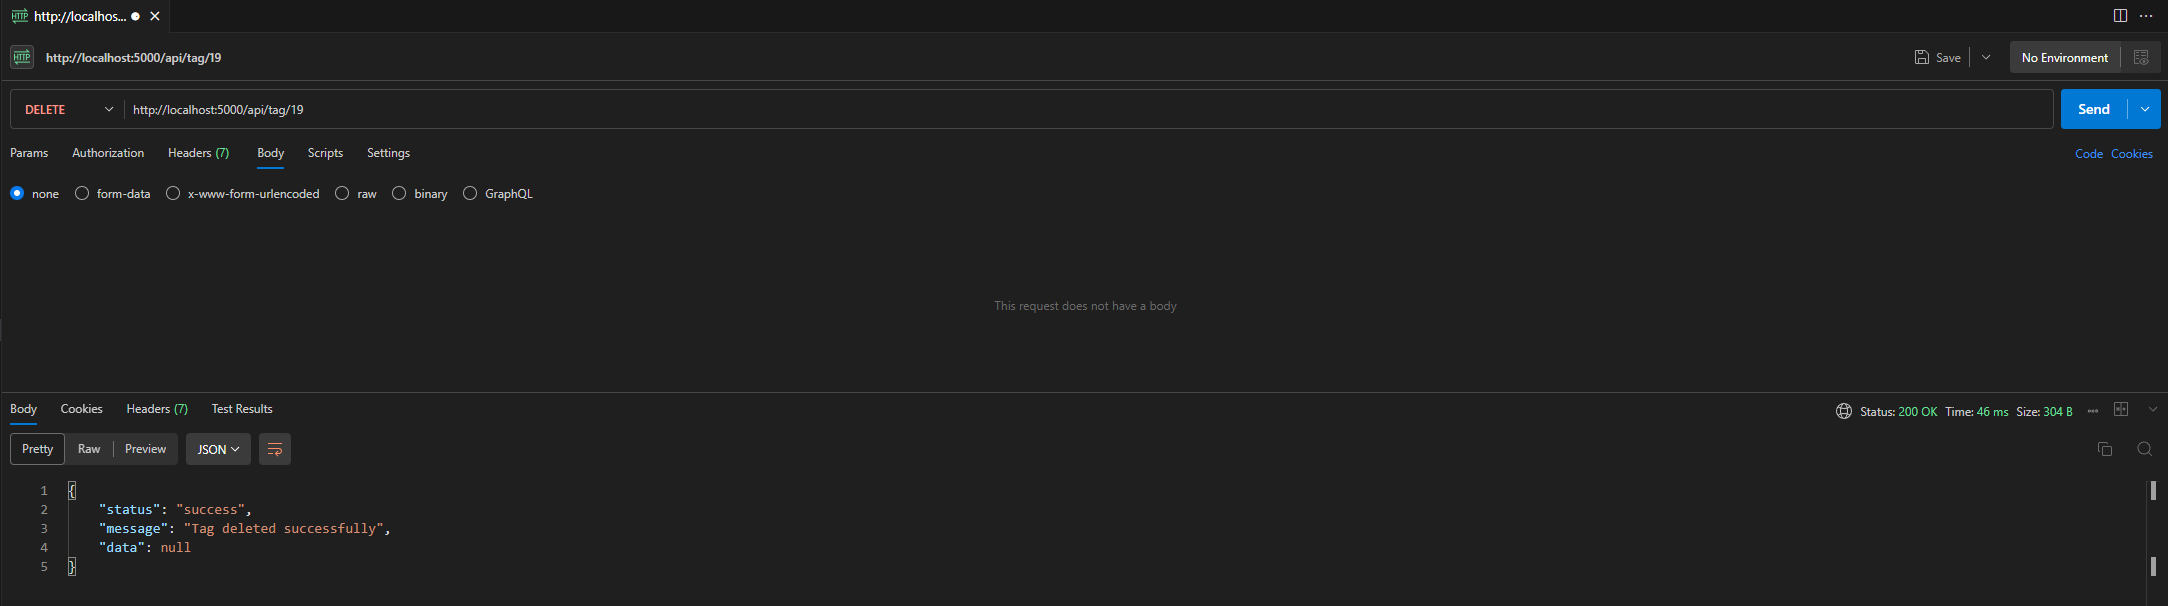 HTTP http://localhos...
HTTP http://localhost:5000/api/tag/19 Save No Environment
DELETE http://localhost:5000/api/tag/19 Send
Params Authorization Headers (7) Body Scripts Settings Code Cookies
none form-data x-www-form-urlencoded raw binary GraphQL
This request does not have a body
Body Cookies Headers (7) Test Results Status: 200 OK Time: 46 ms Size: 304 B
Pretty Raw Preview JSON
1 {
2 "status": "success",
3 "message": "Tag deleted successfully",
4 "data": null
5 }